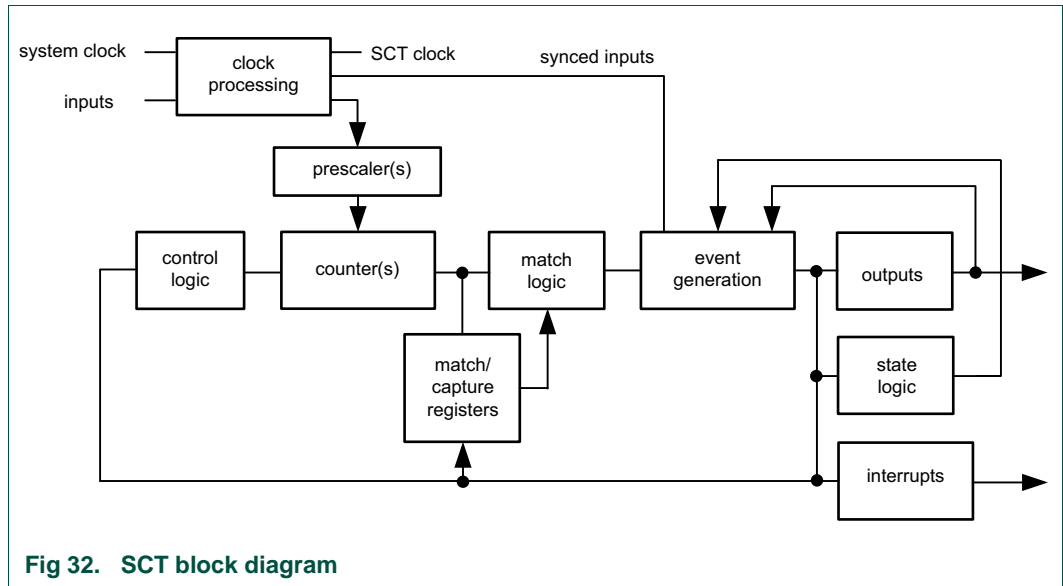 system clock
inputs
clock
processing
SCT clock
synced inputs
prescaler(s)
control
logic
counter(s)
match
logic
event
generation
outputs
match/
capture
registers
state
logic
interrupts
Fig 32. SCT block diagram